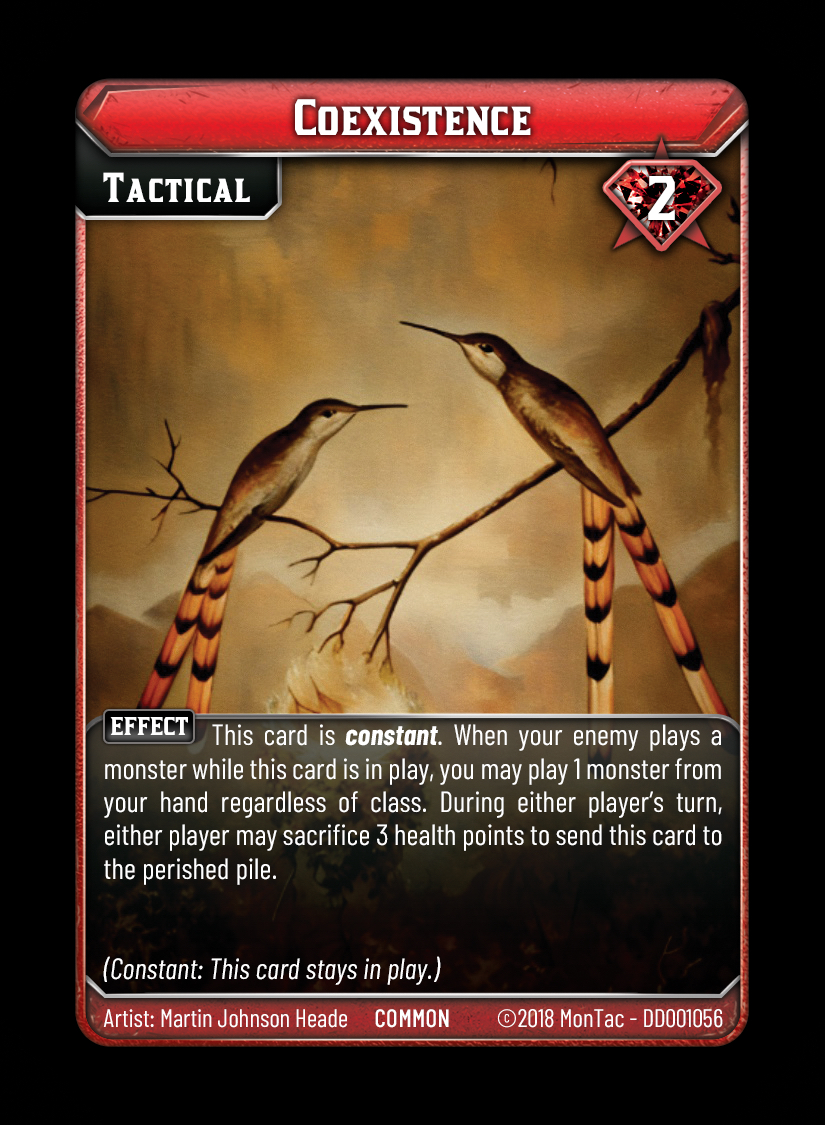 Coexistence
Tactical
2
EFFECT This card is constant. When your enemy plays a
monster while this card is in play, you may play 1 monster from
your hand regardless of class. During either player's turn,
either player may sacrifice 3 health points to send this card to
the perished pile.
(Constant: This card stays in play.)
Artist: Martin Johnson Heade COMMON ©2018 MonTac - DD001056